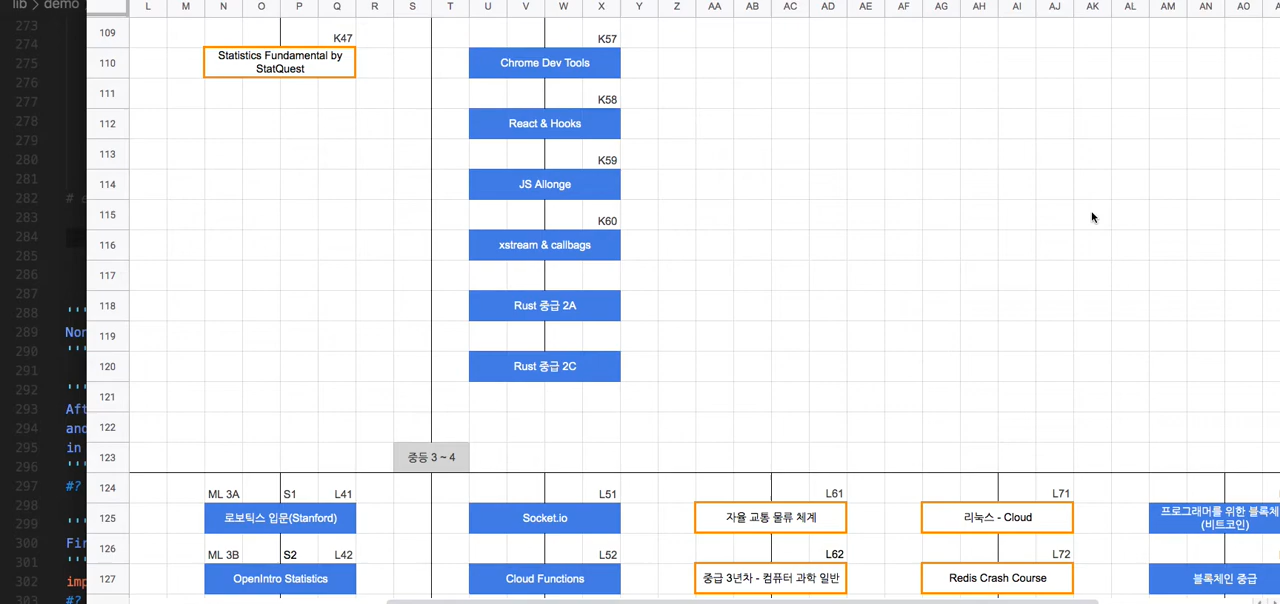 lib > demo
L M N O P Q R S T U V W X Y Z AA AB AC AD AE AF AG AH AI AJ AK AL AM AN AO
273
274
275
276
277
278
279
280
281
282 #
283
284
285
286
287
288 '''
289 Non
290 '''
291
292 '''
293 Aft
294 and
295 in
296 '''
297 #?
298
299 '''
300 Fir
301 '''
302 imp
303 #?
109
K47
K57
110
Statistics Fundamental by
StatQuest
Chrome Dev Tools
111
K58
112
React & Hooks
113
K59
114
JS Allonge
115
K60
116
xstream & callbags
117
118
Rust 중급 2A
119
120
Rust 중급 2C
121
122
123
중등 3 ~ 4
124
ML 3A S1 L41
L51
L61
L71
125
로보틱스 입문(Stanford)
Socket.io
자율 교통 물류 체계
리눅스 - Cloud
프로그래머를 위한 블록체
(비트코인)
126
ML 3B S2 L42
L52
L62
L72
127
OpenIntro Statistics
Cloud Functions
중급 3년차 - 컴퓨터 과학 일반
Redis Crash Course
블록체인 중급